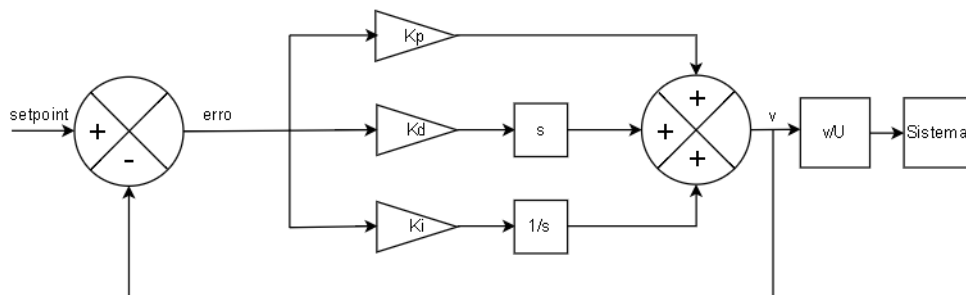 Kp
setpoint
+
-
erro
Kd
s
+
+
+
v
v/U
Sistema
Ki
1/s